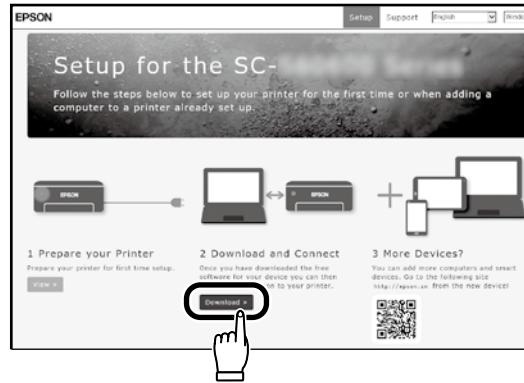 EPSON
Setup Support English
Setup for the SC-
Follow the steps below to set up your printer for the first time or when adding a
computer to a printer already set up.
EPSON
EPSON
1 Prepare your Printer
Prepare your printer for first time setup.
View »
2 Download and Connect
Once you have downloaded the free
software for your device you can then
on to your printer.
Download »
3 More Devices?
You can add more computers and smart
devices. Go to the following site
http://epson.sn from the new device!